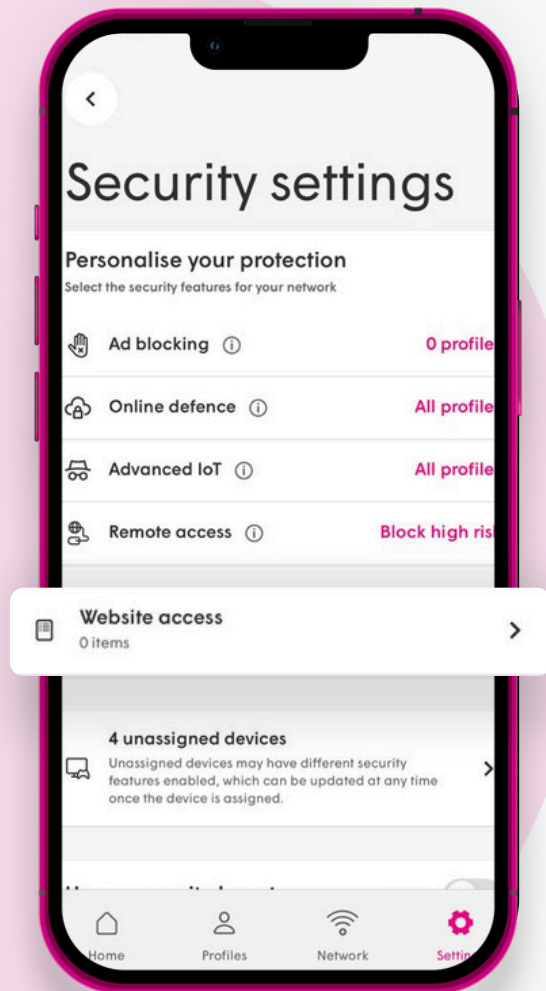 Security settings
Personalise your protection
Select the security features for your network
Ad blocking 0 profile
Online defence All profile
Advanced IoT All profile
Remote access Block high ris
Website access
0 items
4 unassigned devices
Unassigned devices may have different security
features enabled, which can be updated at any time
once the device is assigned.
Home Profiles Network Settin